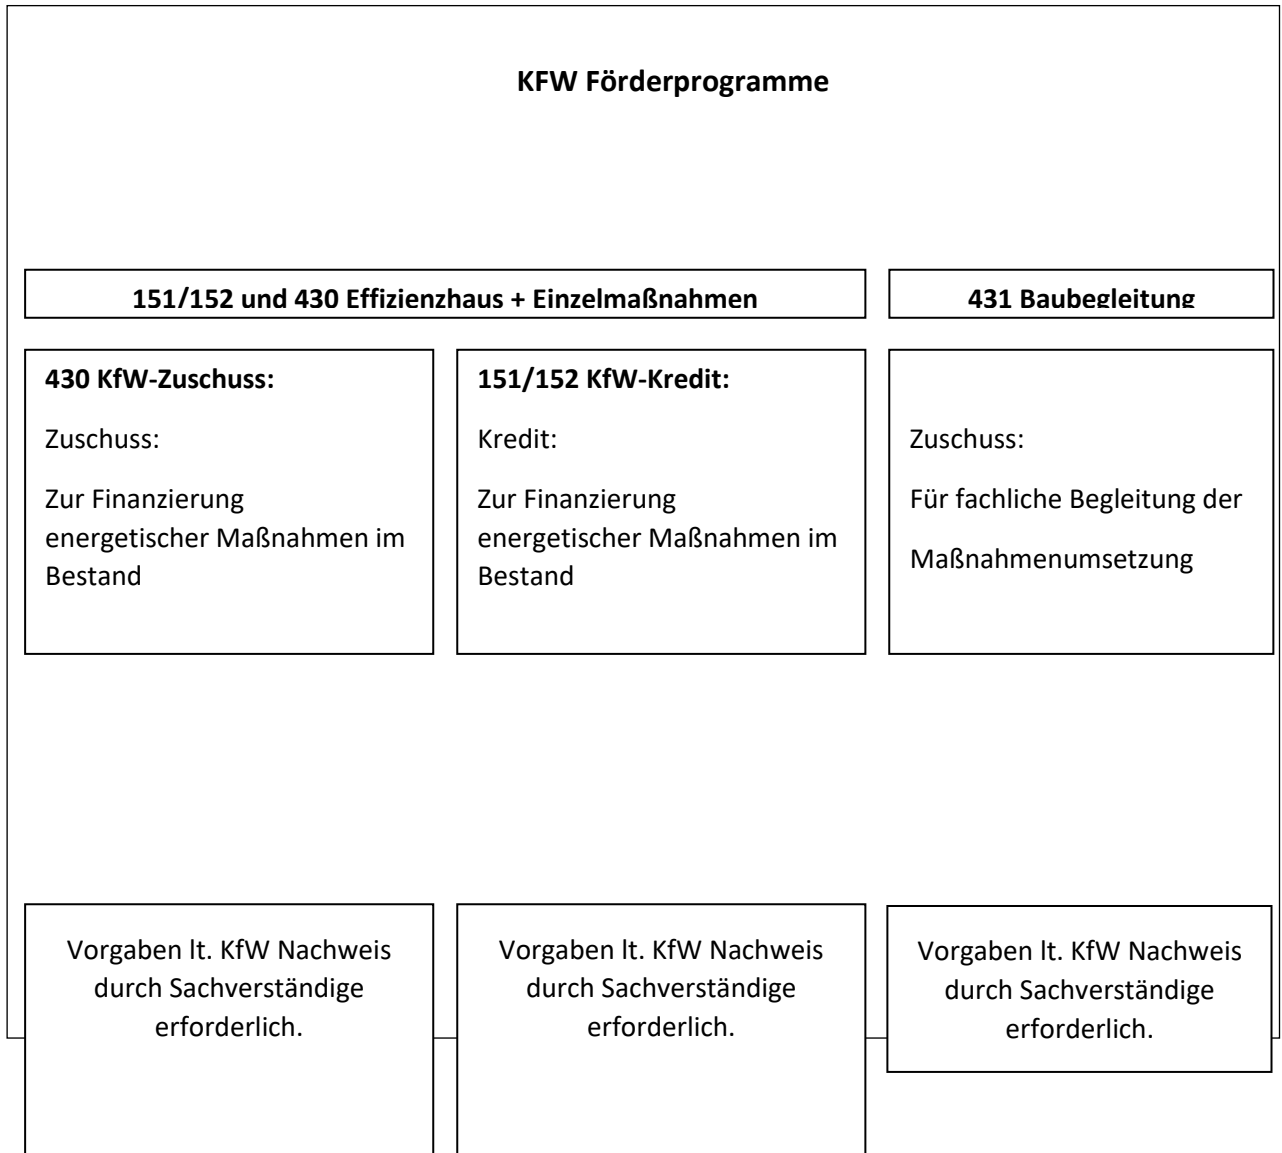 KFW Förderprogramme
151/152 und 430 Effizienzhaus + Einzelmaßnahmen
431 Baubegleitung
430 KfW-Zuschuss:
Zuschuss:
Zur Finanzierung
energetischer Maßnahmen im
Bestand
151/152 KfW-Kredit:
Kredit:
Zur Finanzierung
energetischer Maßnahmen im
Bestand
Zuschuss:
Für fachliche Begleitung der
Maßnahmenumsetzung
Vorgaben lt. KfW Nachweis
durch Sachverständige
erforderlich.
Vorgaben lt. KfW Nachweis
durch Sachverständige
erforderlich.
Vorgaben lt. KfW Nachweis
durch Sachverständige
erforderlich.